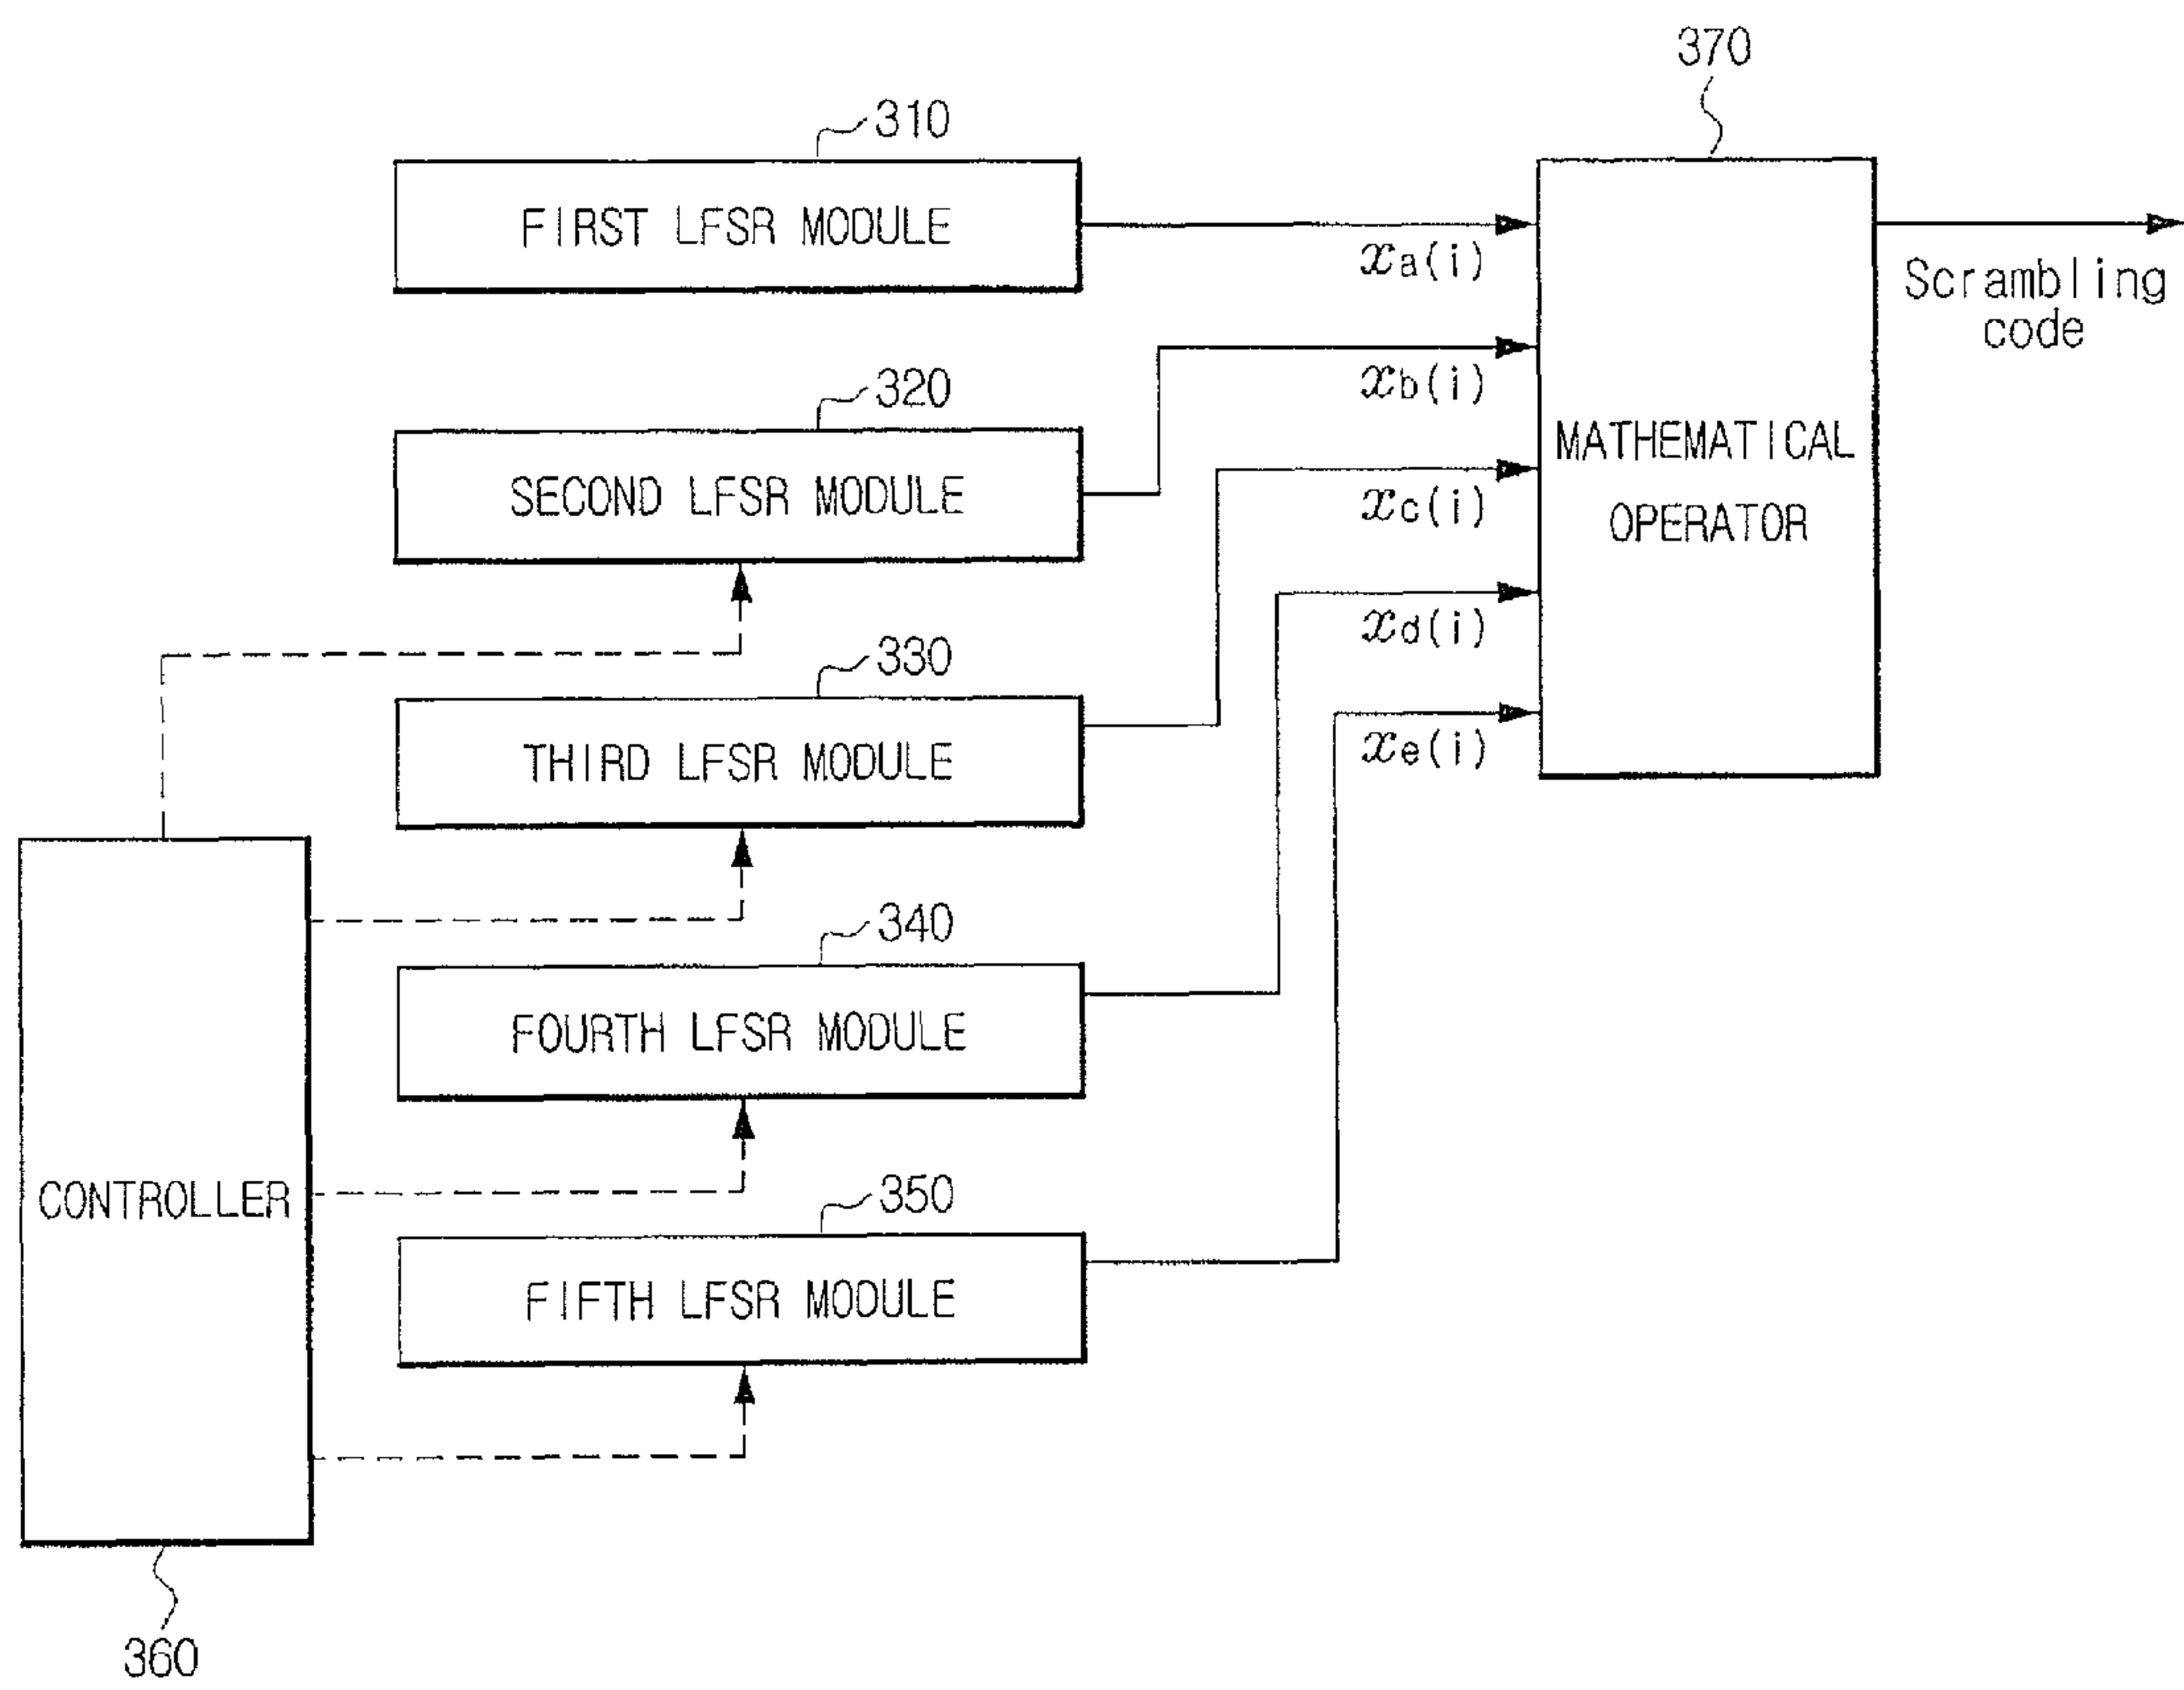 370
310
FIRST LFSR MODULE
xa(i)
Scrambling
code
320
xb(i)
SECOND LFSR MODULE
MATHEMATICAL
OPERATOR
xc(i)
xd(i)
330
THIRD LFSR MODULE
xe(i)
340
FOURTH LFSR MODULE
CONTROLLER
350
FIFTH LFSR MODULE
360